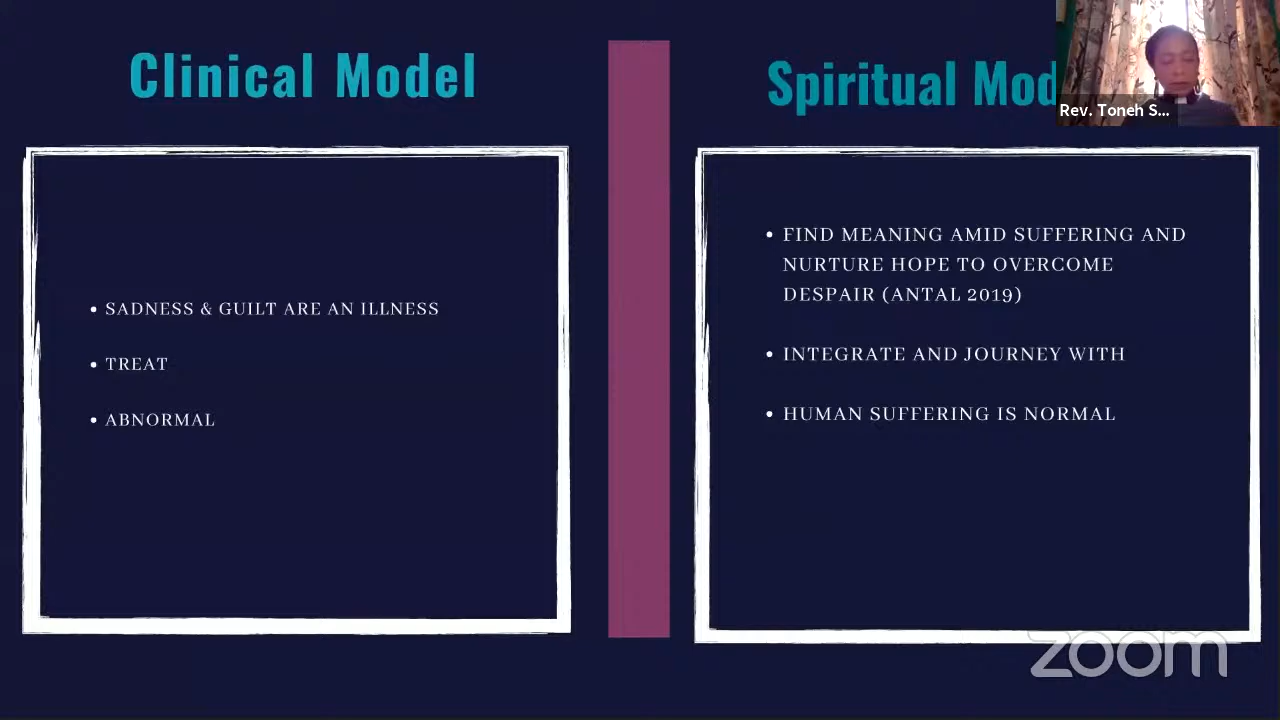 Clinical Model
SADNESS & GUILT ARE AN ILLNESS
TREAT
ABNORMAL
Spiritual Mod
FIND MEANING AMID SUFFERING AND
NURTURE HOPE TO OVERCOME
DESPAIR (ANTAL 2019)
INTEGRATE AND JOURNEY WITH
HUMAN SUFFERING IS NORMAL
Rev. Toneh S...
zoom